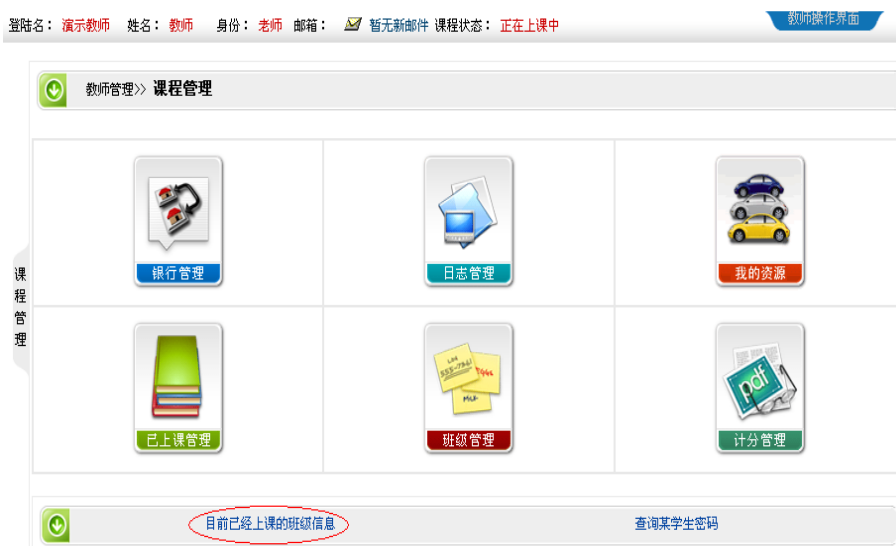 登陆名： 演示教师 姓名： 教师 身份： 老师 邮箱： 暂无新邮件 课程状态： 正在上课中
教师操作界面
教师管理>> 课程管理
银行管理
日志管理
我的资源
课程管理
已上课管理
班级管理
计分管理
pdf
目前已经上课的班级信息
查询某学生密码